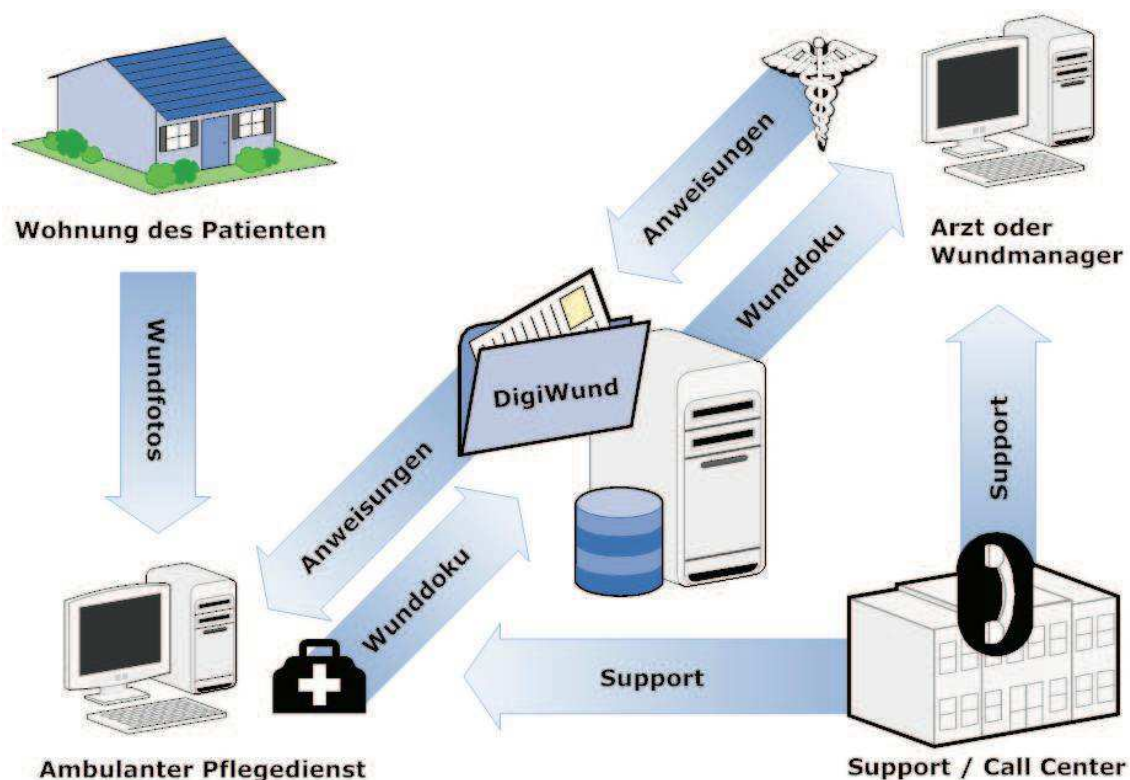 Wohnung des Patienten
Anweisungen
Wunddoku
Arzt oder
Wundmanager
Wundfotos
DigiWund
Anweisungen
Wunddoku
Support
Support
Ambulanter Pflegedienst
Support / Call Center